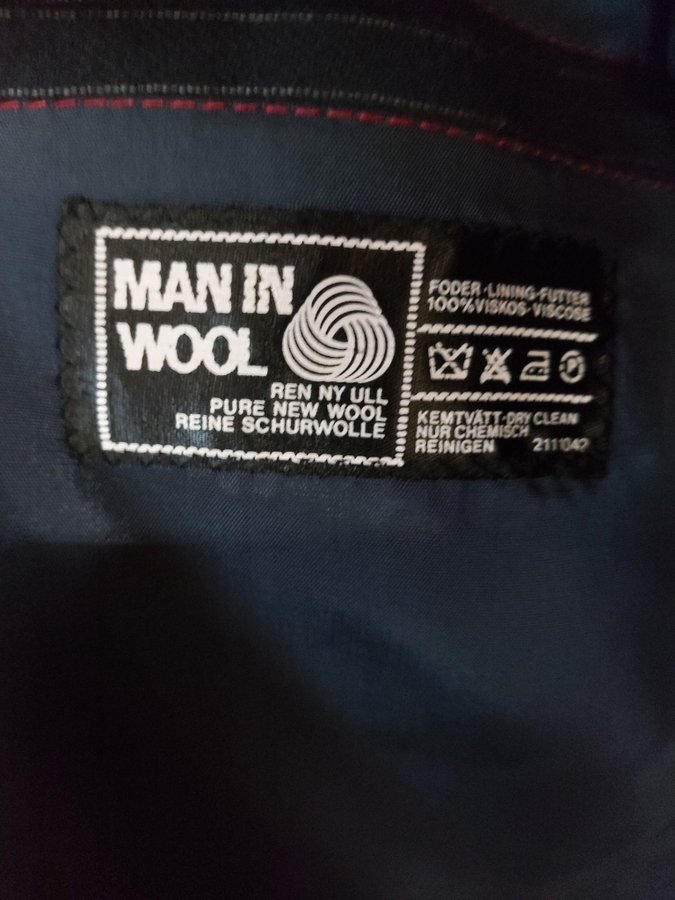 MAN IN
WOOL
REN NY ULL
PURE NEW WOOL
REINE SCHURWOLLE
FODER·LINING·FUTTER
100%VISKOS·VISCOSE
KEMTVÄTT·DRY CLEAN
NUR CHEMISCH
REINIGEN 2111042